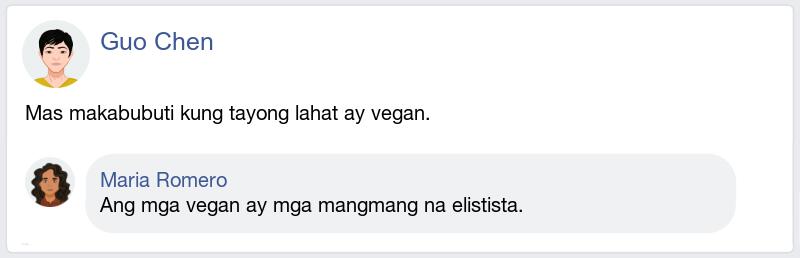 Guo Chen
Mas makabubuti kung tayong lahat ay vegan.
Maria Romero
Ang mga vegan ay mga mangmang na elistista.